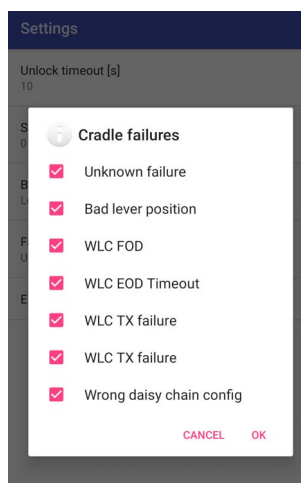 Settings
Unlock timeout [s]
10
Cradle failures
Unknown failure
Bad lever position
WLC FOD
WLC EOD Timeout
WLC TX failure
WLC TX failure
Wrong daisy chain config
CANCEL OK